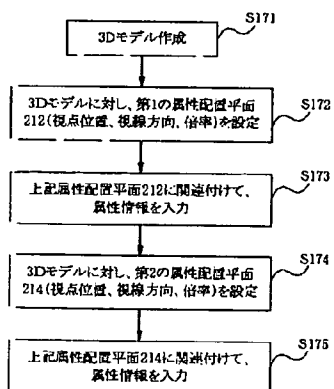 S171
3Dモデル作成
S172
3Dモデルに対し、第1の属性配置平面
212(視点位置、視線方向、倍率)を設定
S173
上記属性配置平面212に関連付けて、
属性情報を入力
S174
3Dモデルに対し、第2の属性配置平面
214(視点位置、視線方向、倍率)を設定
S175
上記属性配置平面214に関連付けて、
属性情報を入力